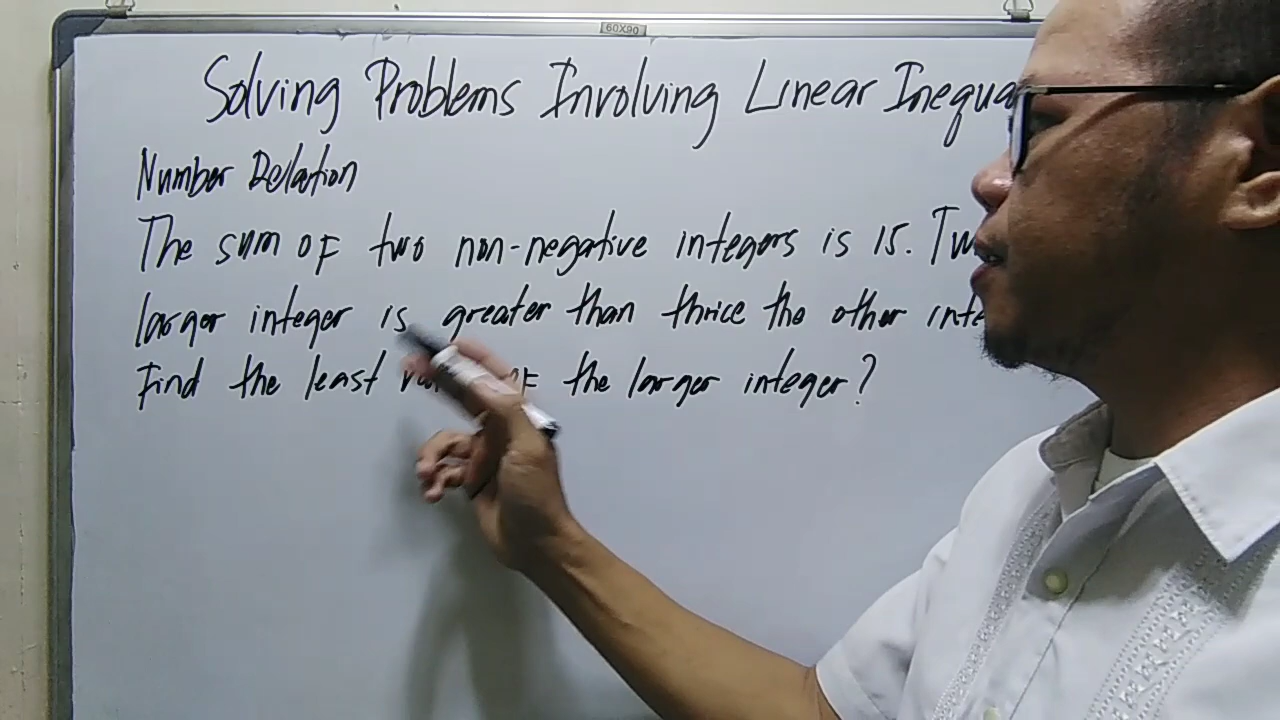 60X90
Solving Problems Involving Linear Inequa
Number Relation
The sum of two non-negative integers is 15. Tw
larger integer is greater than thrice the other inte
Find the least of the larger integer?